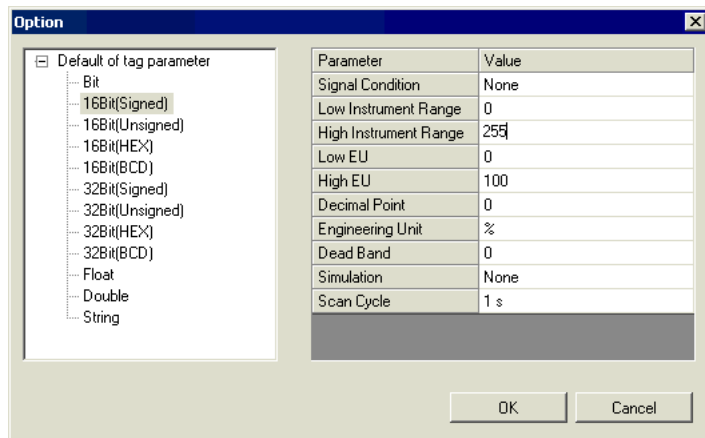 Option
Default of tag parameter
Bit
16Bit(Signed)
16Bit(Unsigned)
16Bit(HEX)
16Bit(BCD)
32Bit(Signed)
32Bit(Unsigned)
32Bit(HEX)
32Bit(BCD)
Float
Double
String
Parameter Value
Signal Condition None
Low Instrument Range 0
High Instrument Range 255
Low EU 0
High EU 100
Decimal Point 0
Engineering Unit %
Dead Band 0
Simulation None
Scan Cycle 1 s
OK Cancel